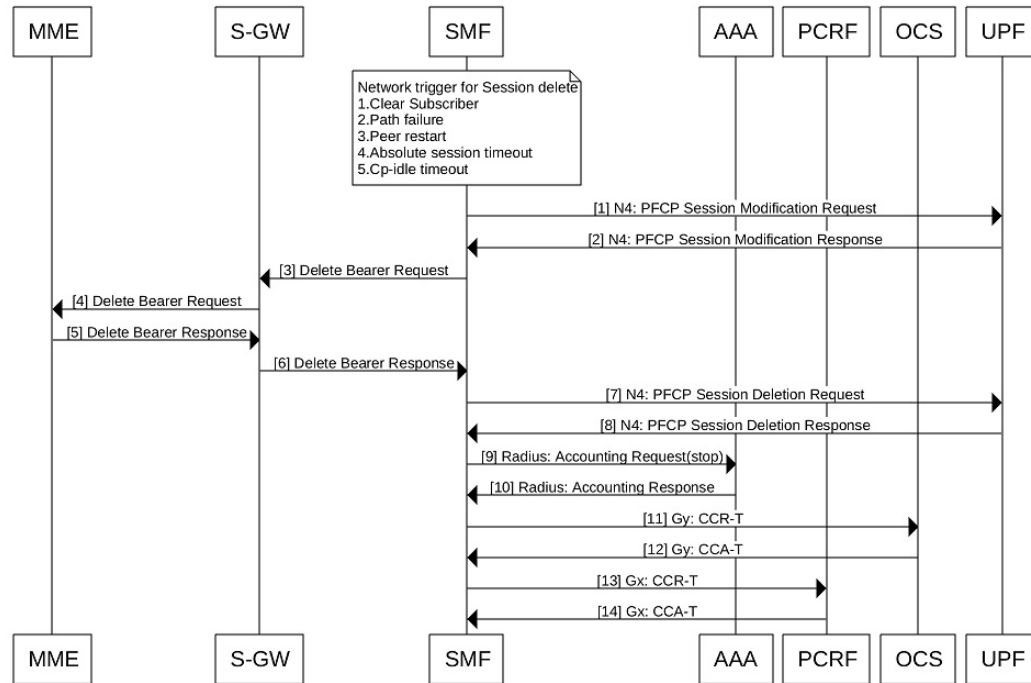 MME S-GW SMF AAA PCRF OCS UPF
Network trigger for Session delete
1.Clear Subscriber
2.Path failure
3.Peer restart
4.Absolute session timeout
5.Cp-idle timeout
[1] N4: PFCP Session Modification Request
[2] N4: PFCP Session Modification Response
[3] Delete Bearer Request
[4] Delete Bearer Request
[5] Delete Bearer Response
[6] Delete Bearer Response
[7] N4: PFCP Session Deletion Request
[8] N4: PFCP Session Deletion Response
[9] Radius: Accounting Request(stop)
[10] Radius: Accounting Response
[11] Gy: CCR-T
[12] Gy: CCA-T
[13] Gx: CCR-T
[14] Gx: CCA-T
MME S-GW SMF AAA PCRF OCS UPF